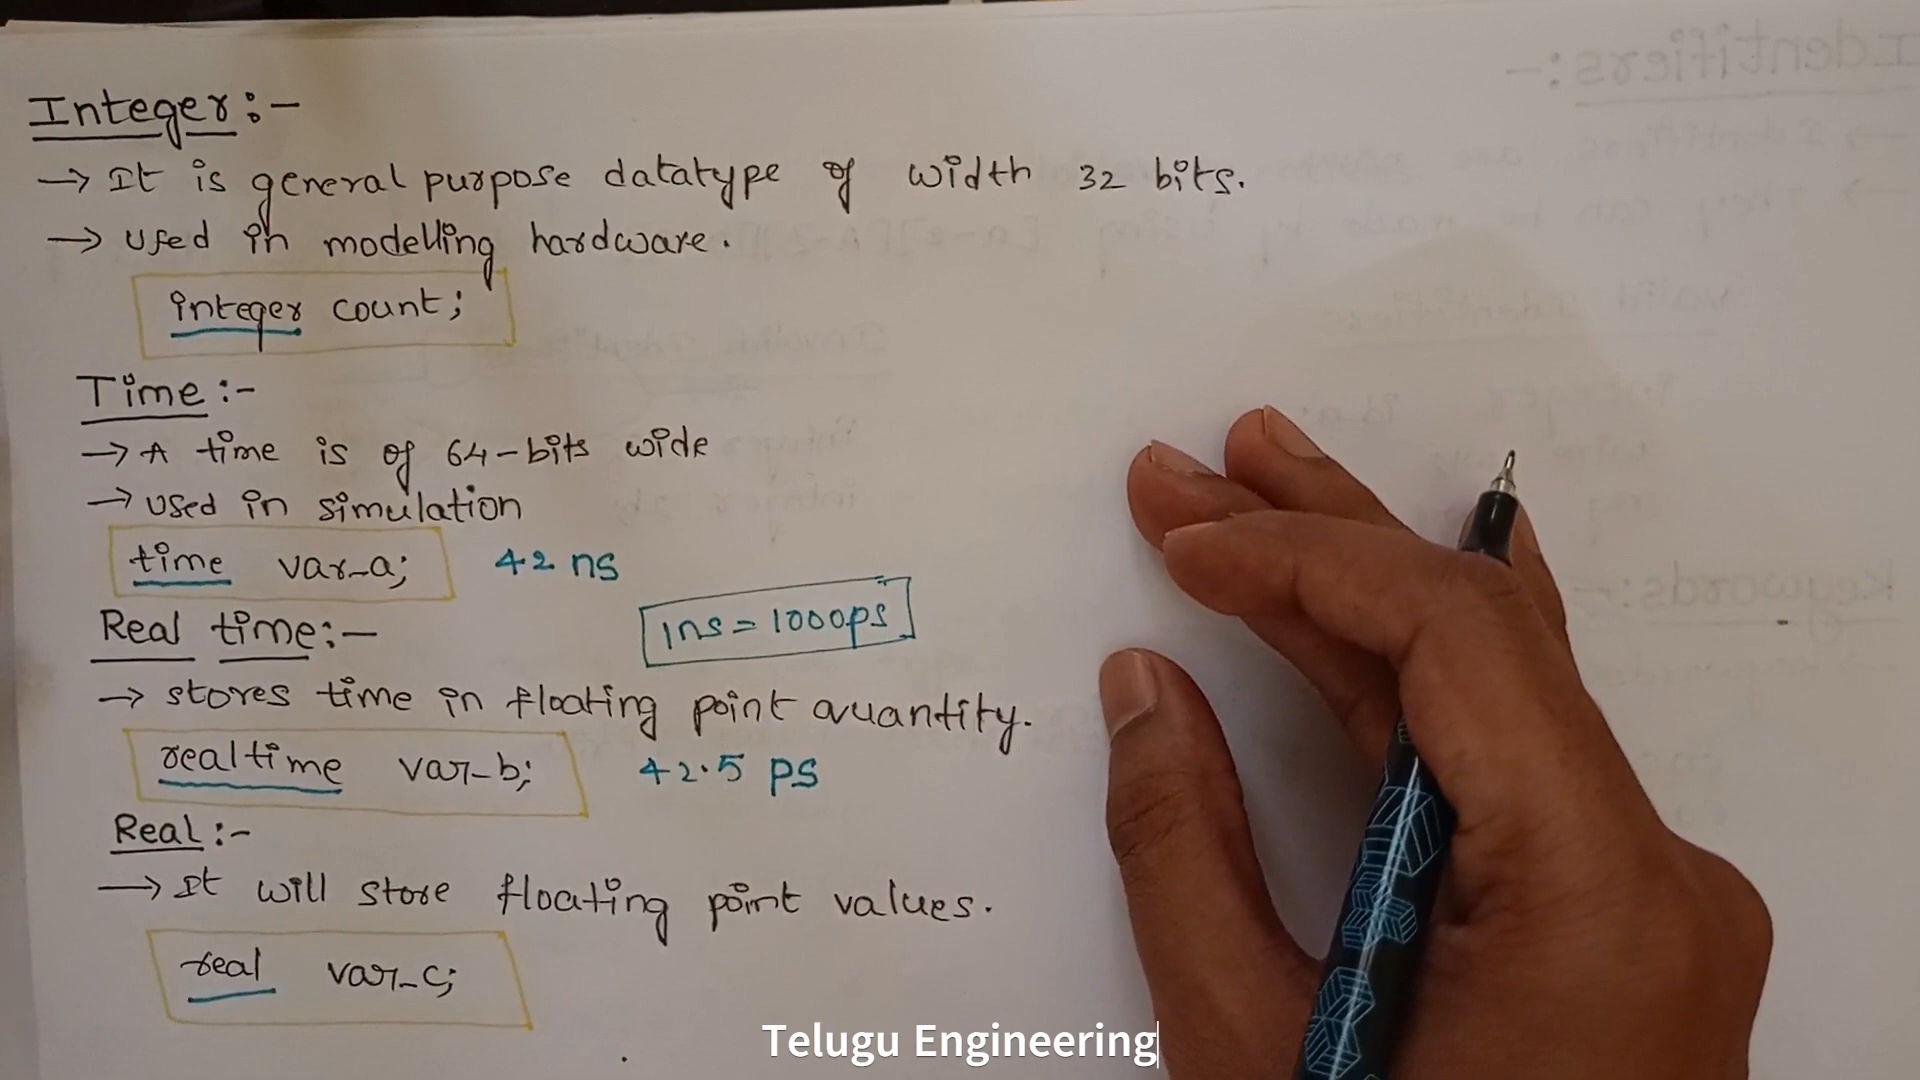 Integer:-
→ It is general purpose datatype of width 32 bits.
→ used in modelling hardware.
integer count;
Time:-
→ A time is of 64-bits wide
→ used in simulation
time var_a; 42 ns
Real time:- 1ns = 1000ps
→ stores time in floating point quantity.
realtime var_b; 42.5 ps
Real:-
→ It will store floating point values.
real var_c;
Telugu Engineering
Identifiers:-
Keywords:-